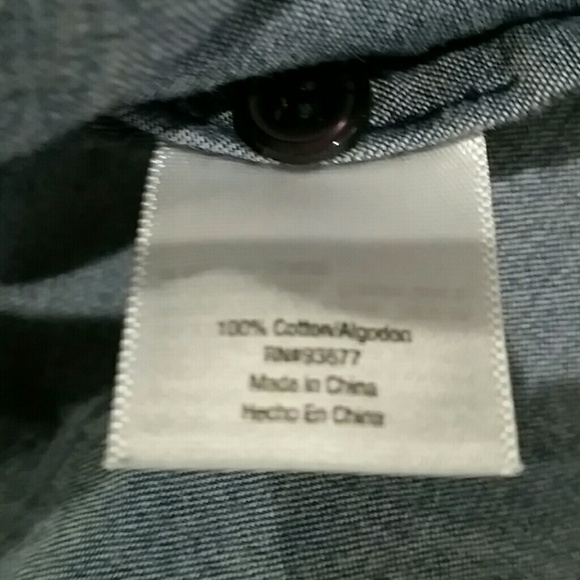 100% Cotton/Algodon
RN#93677
Made in China
Hecho En China